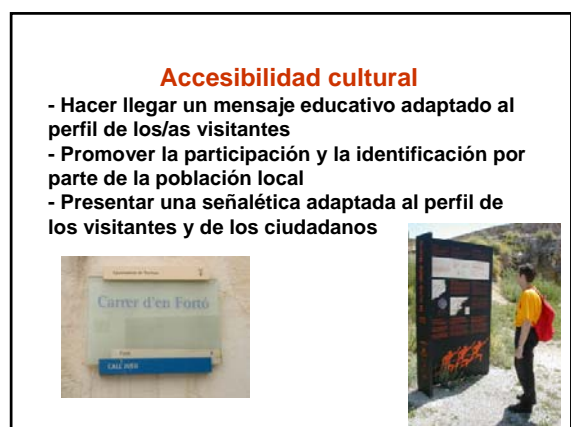 Accesibilidad cultural
- Hacer llegar un mensaje educativo adaptado al
perfil de los/as visitantes
- Promover la participación y la identificación por
parte de la población local
- Presentar una señalética adaptada al perfil de
los visitantes y de los ciudadanos
Carrer d'en Fortó